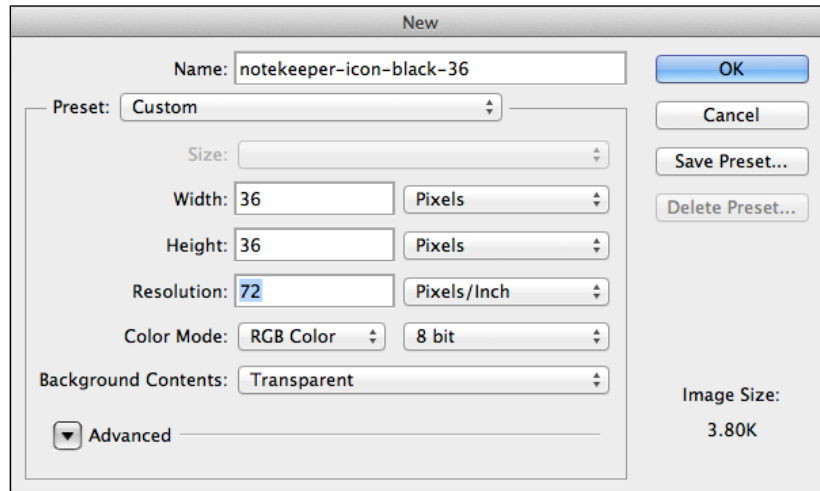 New
Name: notekeeper-icon-black-36
OK
Preset: Custom
Cancel
Size:
Save Preset...
Width: 36 Pixels
Delete Preset...
Height: 36 Pixels
Resolution: 72 Pixels/Inch
Color Mode: RGB Color 8 bit
Background Contents: Transparent
Image Size:
3.80K
Advanced